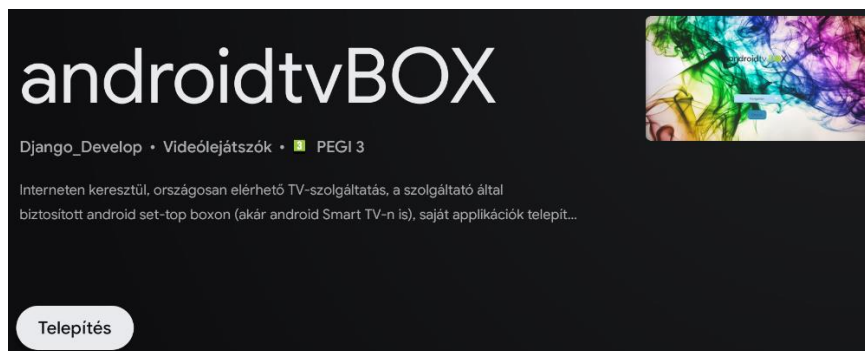 androidtvBOX
androidtvBOX
Django_Develop • Videólejátszók • 3 PEGI 3
Interneten keresztül, országosan elérhető TV-szolgáltatás, a szolgáltató által
biztosított android set-top boxon (akár android Smart TV-n is), saját applikációk telepít...
Telepítés